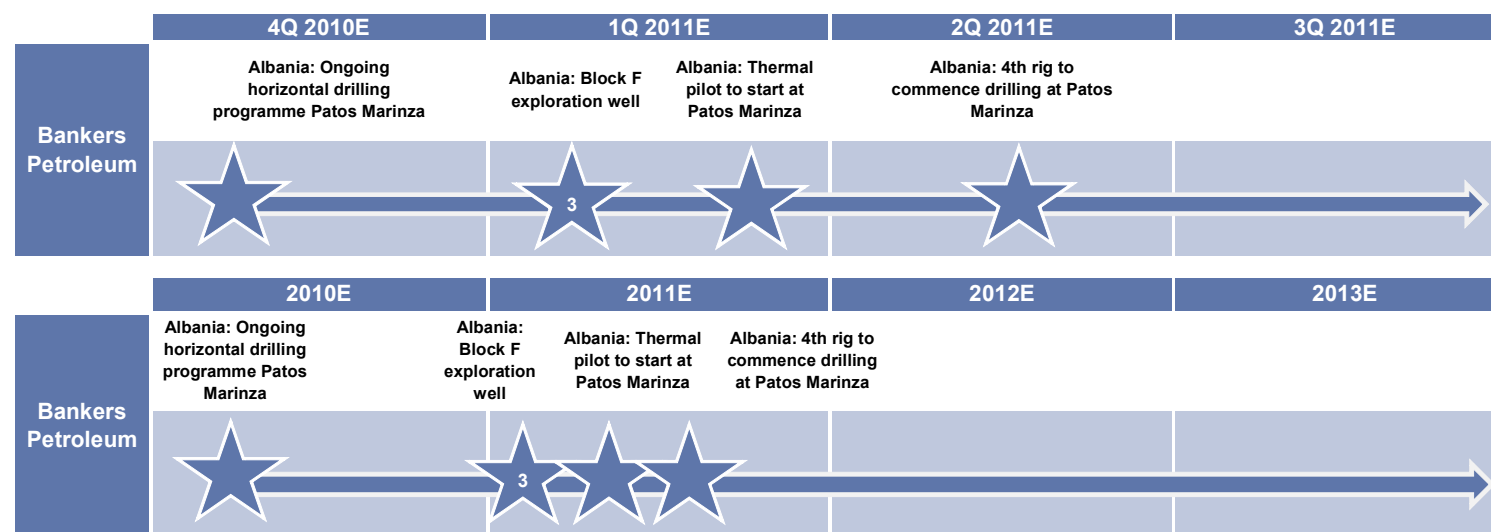 4Q 2010E
1Q 2011E
2Q 2011E
3Q 2011E
Bankers
Petroleum
Albania: Ongoing
horizontal drilling
programme Patos Marinza
Albania: Block F
exploration well
Albania: Thermal
pilot to start at
Patos Marinza
Albania: 4th rig to
commence drilling at Patos
Marinza
3
2010E
2011E
2012E
2013E
Bankers
Petroleum
Albania: Ongoing
horizontal drilling
programme Patos
Marinza
Albania:
Block F
exploration
well
Albania: Thermal
pilot to start at
Patos Marinza
Albania: 4th rig to
commence drilling
at Patos Marinza
3